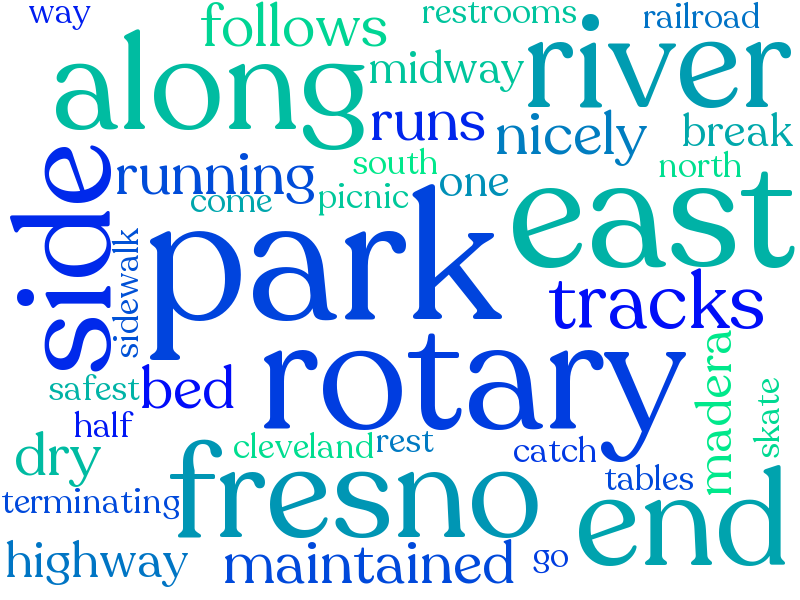 way
follows
restrooms
railroad
along
midway
river
runs
nicely
break
running
south
one
north
come
picnic
side
sidewalk
park
east
tracks
rotary
safest
bed
madera
skate
half
dry
cleveland
rest
catch
terminating
fresno
tables
end
highway
maintained
go